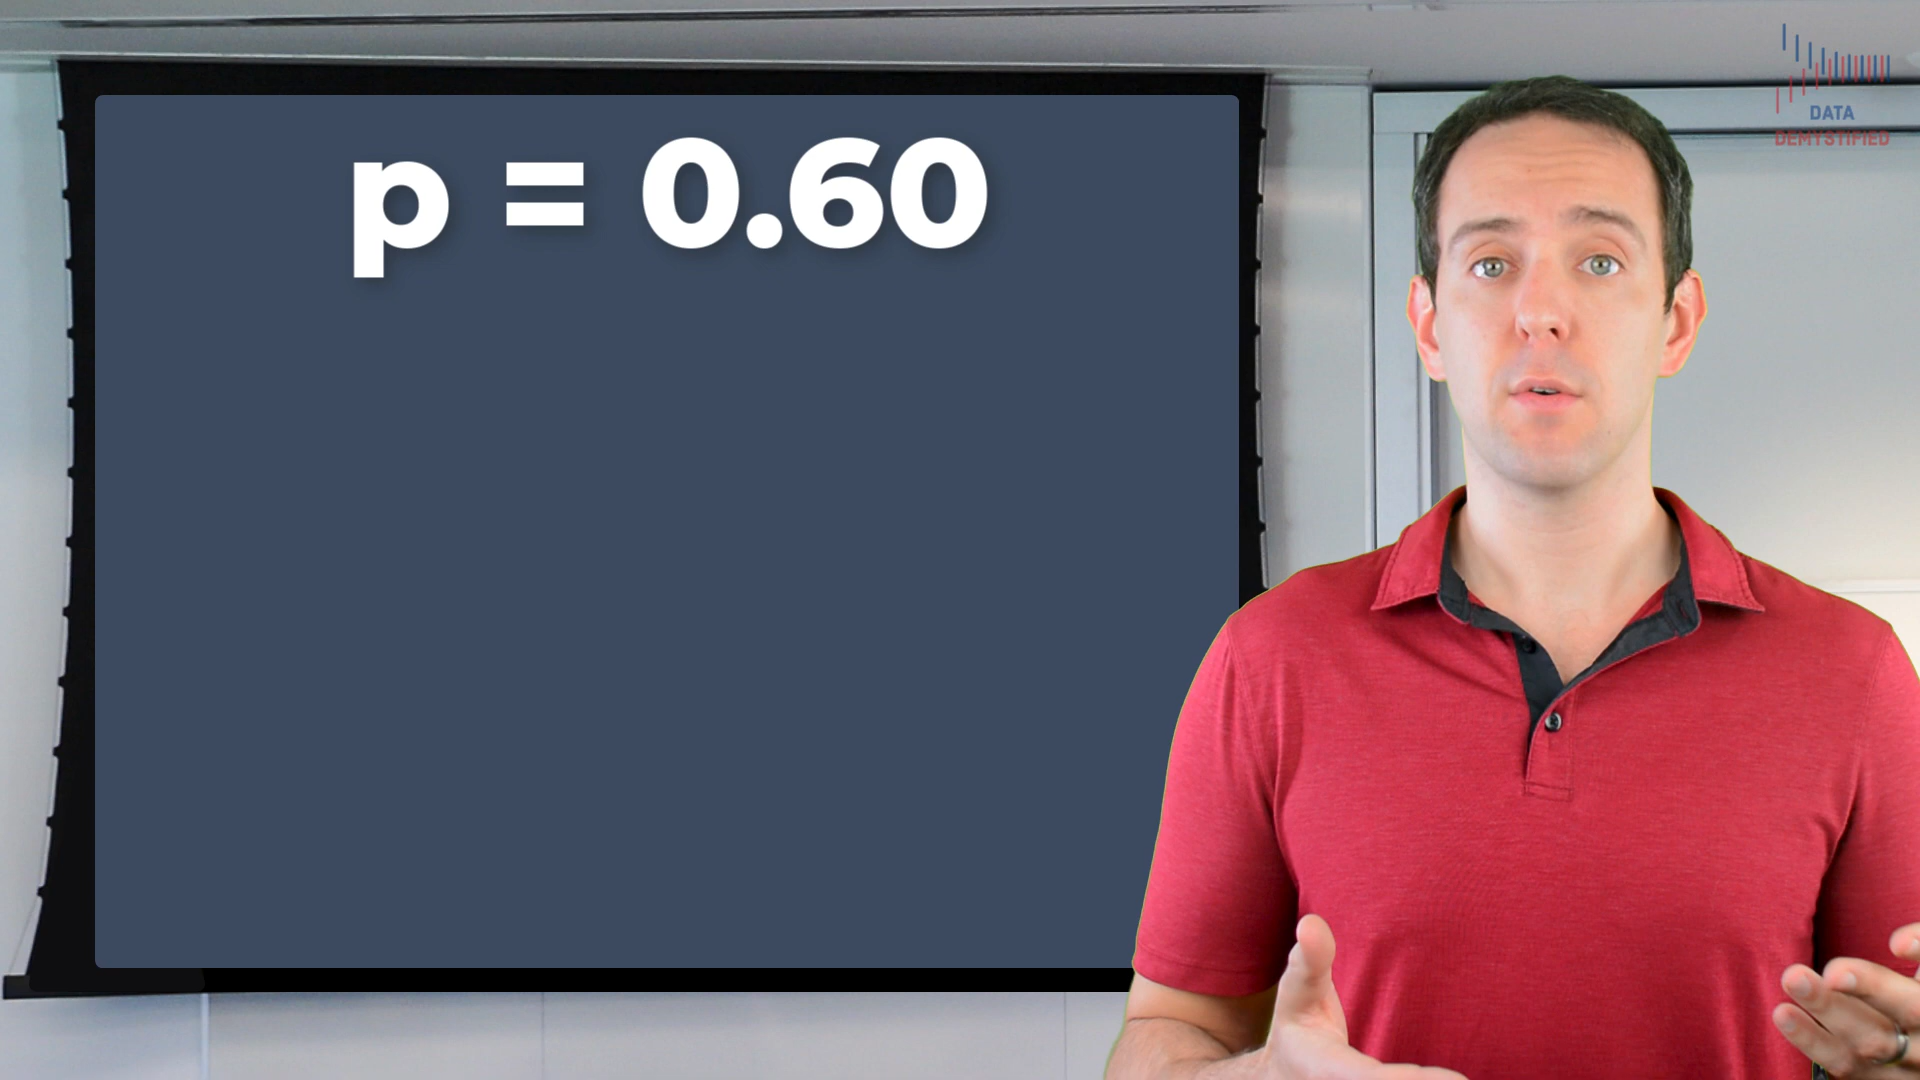 p = 0.60
DATA
DEMYSTIFIED